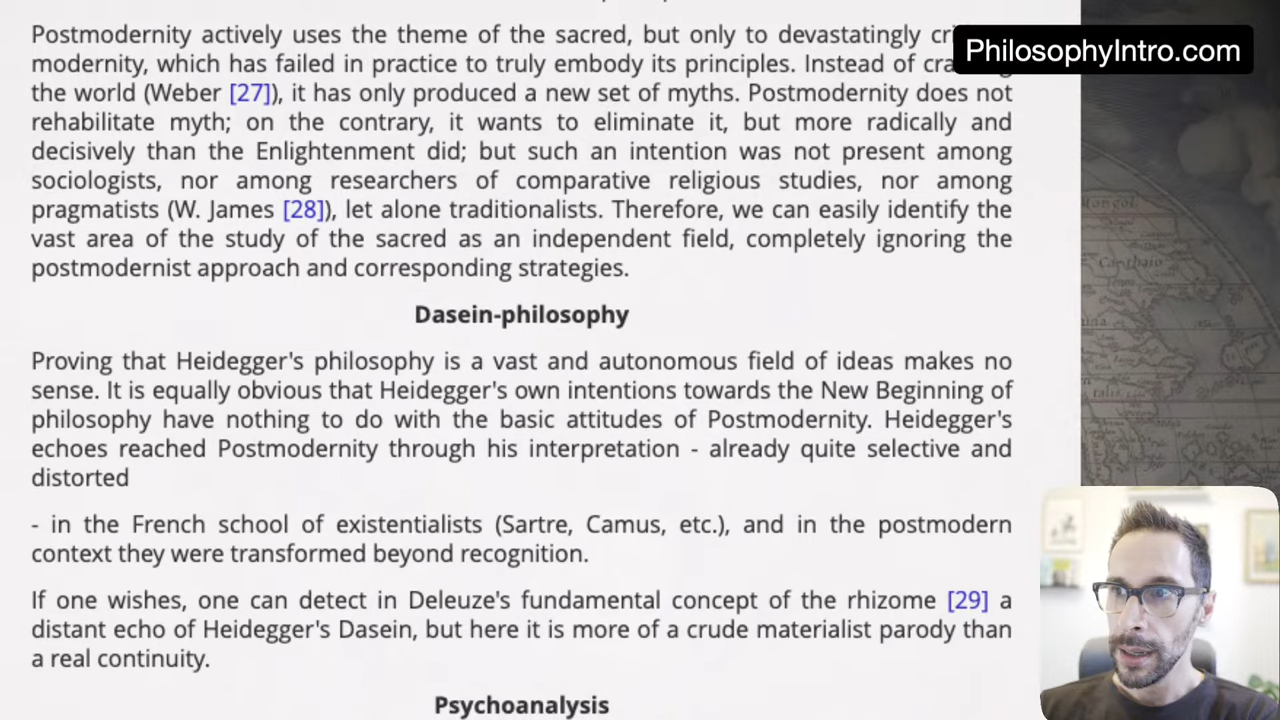 PhilosophyIntro.com
Postmodernity actively uses the theme of the sacred, but only to devastatingly
modernity, which has failed in practice to truly embody its principles. Instead of
the world (Weber [27]), it has only produced a new set of myths. Postmodernity does not
rehabilitate myth; on the contrary, it wants to eliminate it, but more radically and
decisively than the Enlightenment did; but such an intention was not present among
sociologists, nor among researchers of comparative religious studies, nor among
pragmatists (W. James [28]), let alone traditionalists. Therefore, we can easily identify the
vast area of the study of the sacred as an independent field, completely ignoring the
postmodernist approach and corresponding strategies.
Dasein-philosophy
Proving that Heidegger's philosophy is a vast and autonomous field of ideas makes no
sense. It is equally obvious that Heidegger's own intentions towards the New Beginning of
philosophy have nothing to do with the basic attitudes of Postmodernity. Heidegger's
echoes reached Postmodernity through his interpretation - already quite selective and
distorted
- in the French school of existentialists (Sartre, Camus, etc.), and in the postmodern
context they were transformed beyond recognition.
If one wishes, one can detect in Deleuze's fundamental concept of the rhizome [29] a
distant echo of Heidegger's Dasein, but here it is more of a crude materialist parody than
a real continuity.
Psychoanalysis